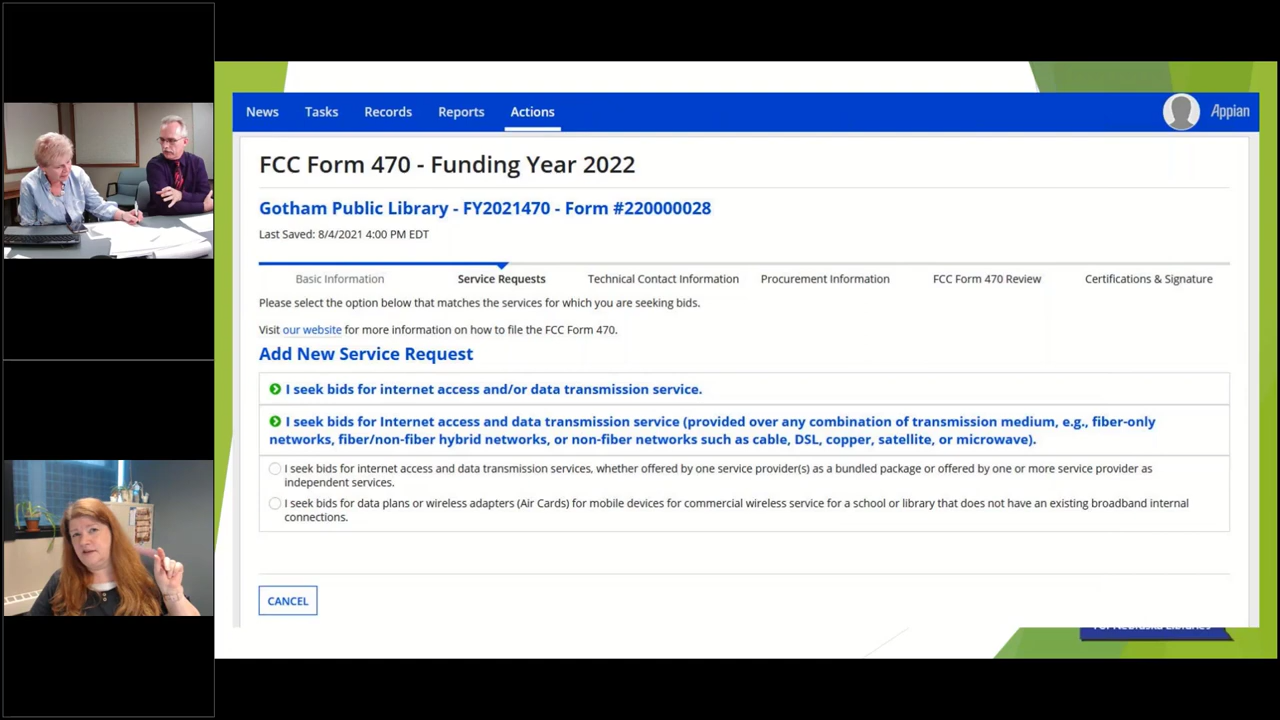 News Tasks Records Reports Actions
Appian
FCC Form 470 - Funding Year 2022
Gotham Public Library - FY2021470 - Form #220000028
Last Saved: 8/4/2021 4:00 PM EDT
Basic Information Service Requests Technical Contact Information Procurement Information FCC Form 470 Review Certifications & Signature
Please select the option below that matches the services for which you are seeking bids.
Visit our website for more information on how to file the FCC Form 470.
Add New Service Request
I seek bids for internet access and/or data transmission service.
I seek bids for Internet access and data transmission service (provided over any combination of transmission medium, e.g., fiber-only
networks, fiber/non-fiber hybrid networks, or non-fiber networks such as cable, DSL, copper, satellite, or microwave).
I seek bids for internet access and data transmission services, whether offered by one service provider(s) as a bundled package or offered by one or more service provider as
independent services.
I seek bids for data plans or wireless adapters (Air Cards) for mobile devices for commercial wireless service for a school or library that does not have an existing broadband internal
connections.
CANCEL